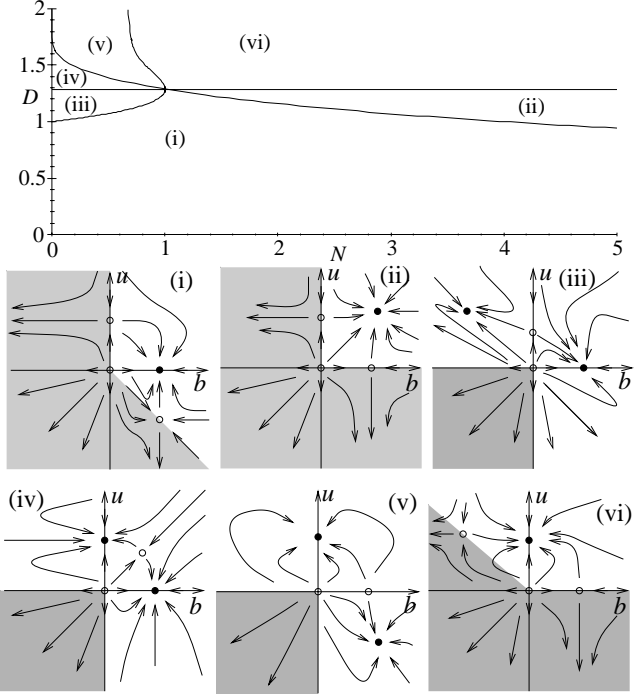 2
(v)
(vi)
1.5
(iv)
D
(iii)
(ii)
1
(i)
0.5
0
0 1 2 N 3 4 5
u (i) b
u (ii) b
u (iii) b
(iv) u b
u (v) b
u (vi) b